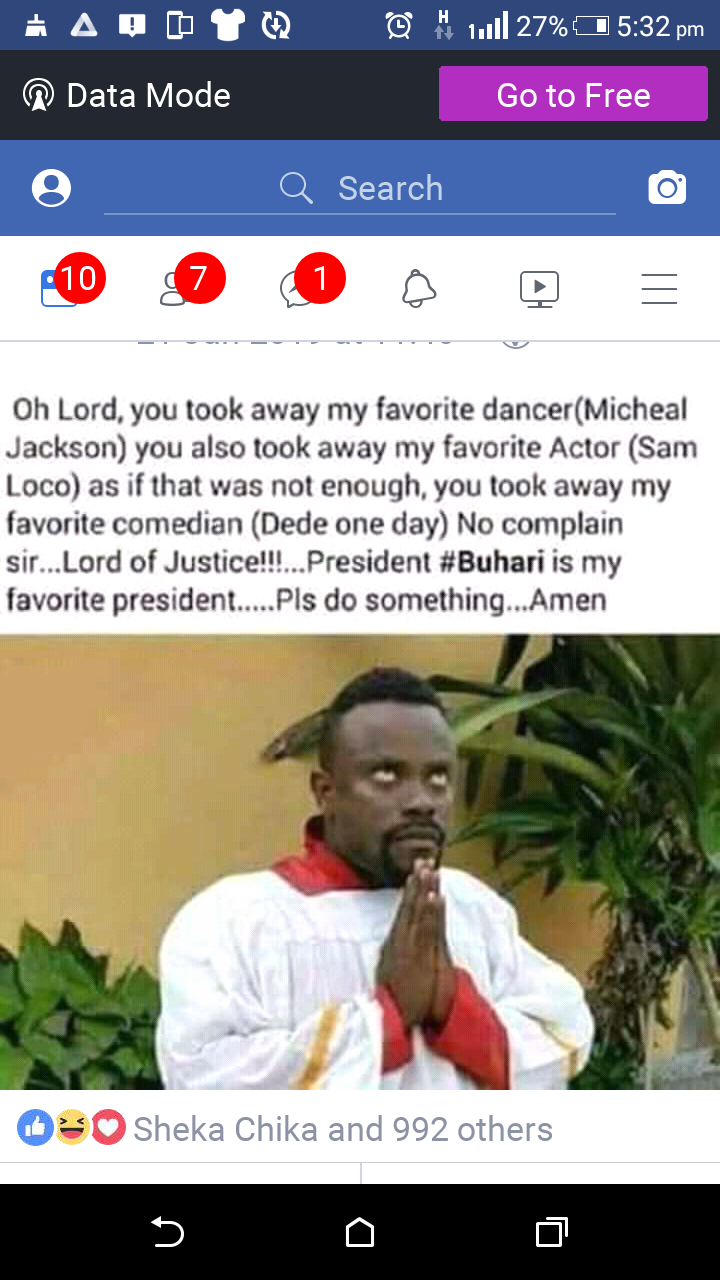 H
27% 5:32 pm
Data Mode
Go to Free
Search
10
7
1
Oh Lord, you took away my favorite dancer(Micheal
Jackson) you also took away my favorite Actor (Sam
Loco) as if that was not enough, you took away my
favorite comedian (Dede one day) No complain
sir...Lord of Justice!!!...President #Buhari is my
favorite president.....Pls do something...Amen
Sheka Chika and 992 others